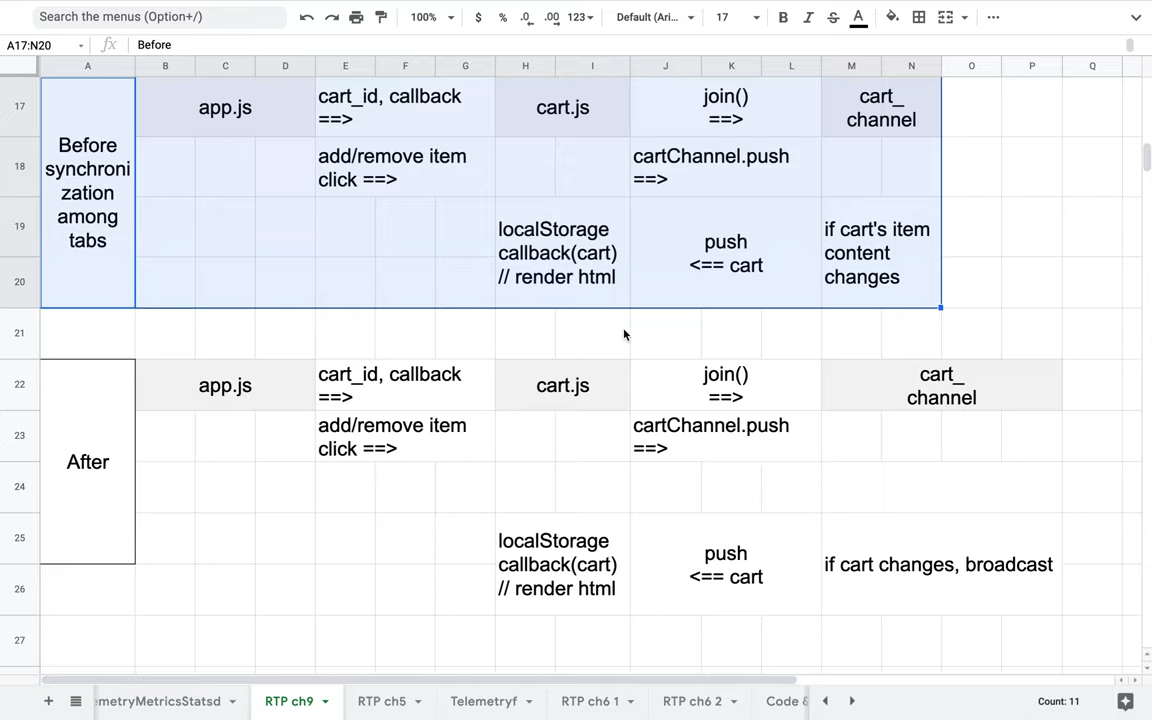 Search the menus (Option+/)
100%
$ % .0 .00 123
Default (Ari...
17
B I S A
A17:N20
fx
Before
A B C D E F G H I J K L M N O P Q
17
Before
synchroni
zation
among
tabs
app.js
cart_id, callback
==>
cart.js
join()
==>
cart_
channel
18
add/remove item
click ==>
cartChannel.push
==>
19
localStorage
callback(cart)
// render html
push
<== cart
if cart's item
content
changes
20
21
22
After
app.js
cart_id, callback
==>
cart.js
join()
==>
cart_
channel
23
add/remove item
click ==>
cartChannel.push
==>
24
25
localStorage
callback(cart)
// render html
push
<== cart
if cart changes, broadcast
26
27
emetryMetricsStatsd
RTP ch9
RTP ch5
Telemetryf
RTP ch6 1
RTP ch6 2
Code &
Count: 11